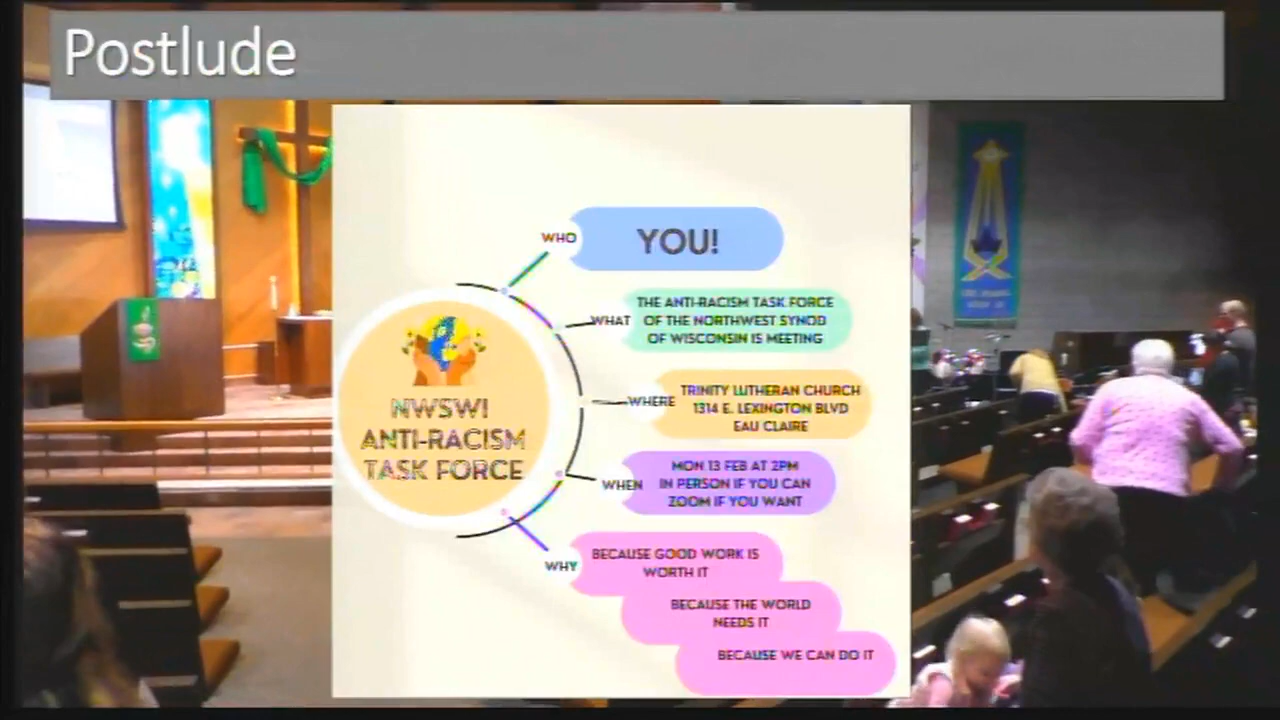 Postlude
WHO
YOU!
WHAT
THE ANTI-RACISM TASK FORCE
OF THE NORTHWEST SYNOD
OF WISCONSIN IS MEETING
WHERE
TRINITY LUTHERAN CHURCH
1314 E. LEXINGTON BLVD
EAU CLAIRE
NWSWI
ANTI-RACISM
TASK FORCE
WHEN
MON 13 FEB AT 2PM
IN PERSON IF YOU CAN
ZOOM IF YOU WANT
WHY
BECAUSE GOOD WORK IS
WORTH IT
BECAUSE THE WORLD
NEEDS IT
BECAUSE WE CAN DO IT